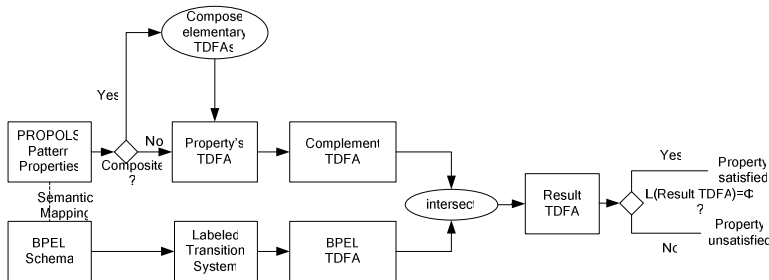 Compose
elementary
TDFAs
Yes
PROPOLS
Pattern
Properties
No
Composite
?
Property's
TDFA
Complement
TDFA
Semantic
Mapping
intersect
Result
TDFA
Yes
Property
satisfied
L(Result TDFA)=¢
?
Property
unsatisfied
No
BPEL
Schema
Labeled
Transition
System
BPEL
TDFA